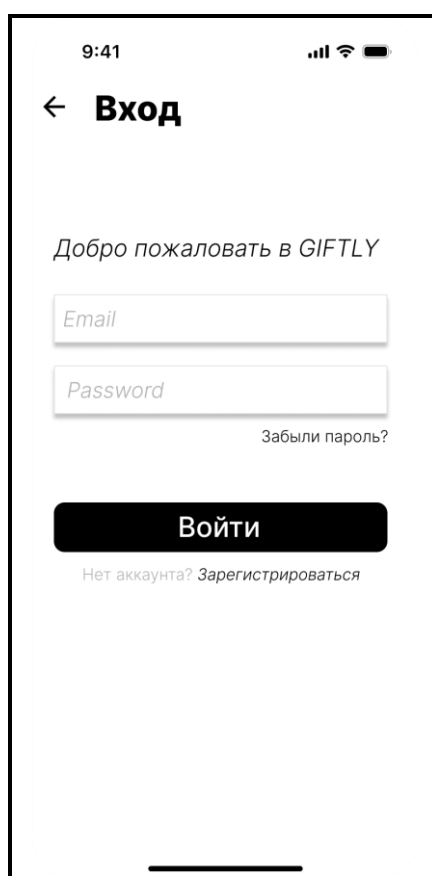 9:41
Вход
Добро пожаловать в GIFTLY
Email
Password
Забыли пароль?
Войти
Нет аккаунта? Зарегистрироваться